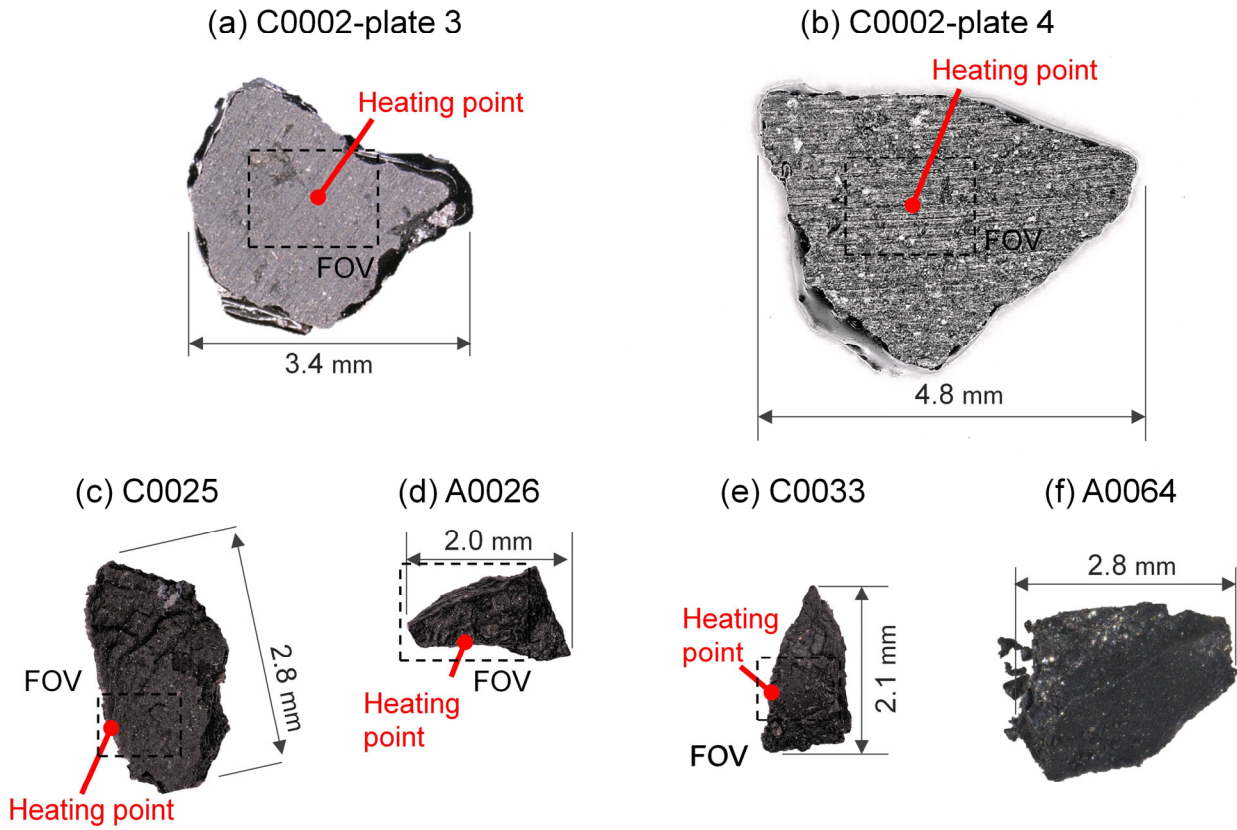 (a) C0002-plate 3
(b) C0002-plate 4
Heating point
Heating point
FOV
FOV
3.4 mm
4.8 mm
(c) C0025
(d) A0026
(e) C0033
(f) A0064
2.0 mm
2.8 mm
FOV
2.8 mm
FOV
Heating
point
Heating
point
2.1 mm
FOV
Heating point